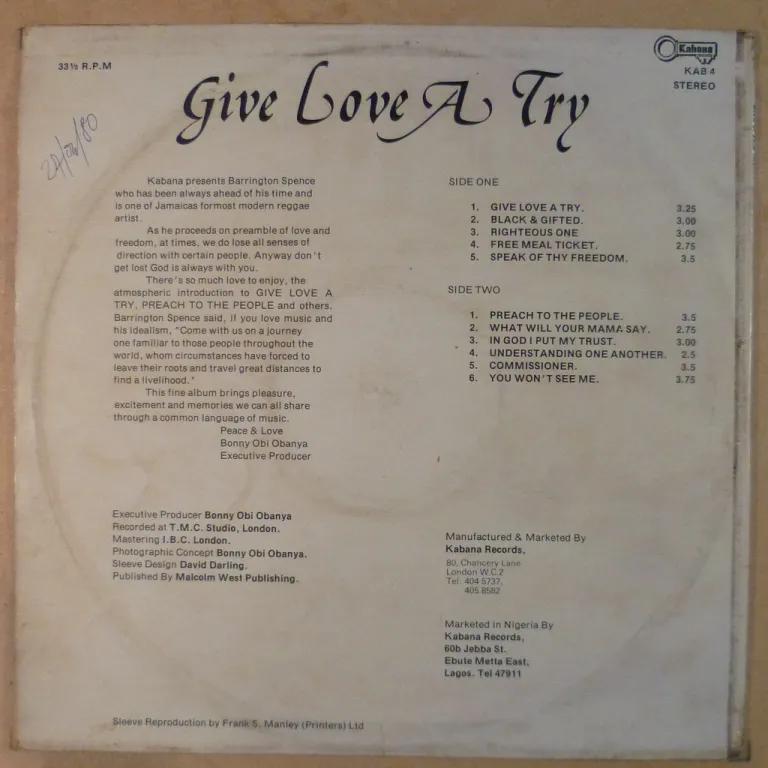 33⅓ R.P.M
Kabana
KAB 4
STEREO
Give Love A Try
Kabana presents Barrington Spence
who has been always ahead of his time and
is one of Jamaicas formost modern reggae
artist.
As he proceeds on preamble of love and
freedom, at times, we do lose all senses of
direction with certain people. Anyway don't
get lost God is always with you.
There's so much love to enjoy, the
atmospheric introduction to GIVE LOVE A
TRY, PREACH TO THE PEOPLE and others.
Barrington Spence said, if you love music and
his idealism, "Come with us on a journey
one familiar to those people throughout the
world, whom circumstances have forced to
leave their roots and travel great distances to
find a livelihood.'
This fine album brings pleasure,
excitement and memories we can all share
through a common language of music.
Peace & Love
Bonny Obi Obanya
Executive Producer
SIDE ONE
1. GIVE LOVE A TRY. 3.25
2. BLACK & GIFTED. 3.00
3. RIGHTEOUS ONE 3.00
4. FREE MEAL TICKET. 2.75
5. SPEAK OF THY FREEDOM. 3.5
SIDE TWO
1. PREACH TO THE PEOPLE. 3.5
2. WHAT WILL YOUR MAMA SAY. 2.75
3. IN GOD I PUT MY TRUST. 3.00
4. UNDERSTANDING ONE ANOTHER. 2.5
5. COMMISSIONER. 3.5
6. YOU WON'T SEE ME. 3.75
Executive Producer Bonny Obi Obanya
Recorded at T.M.C. Studio, London.
Mastering I.B.C. London.
Photographic Concept Bonny Obi Obanya.
Sleeve Design David Darling.
Published By Malcolm West Publishing.
Manufactured & Marketed By
Kabana Records,
80, Chancery Lane
London W.C.2
Tel: 404 5737,
405 8582
Marketed in Nigeria By
Kabana Records,
60b Jebba St.
Ebute Metta East,
Lagos. Tel 47911
Sleeve Reproduction by Frank S. Manley (Printers) Ltd